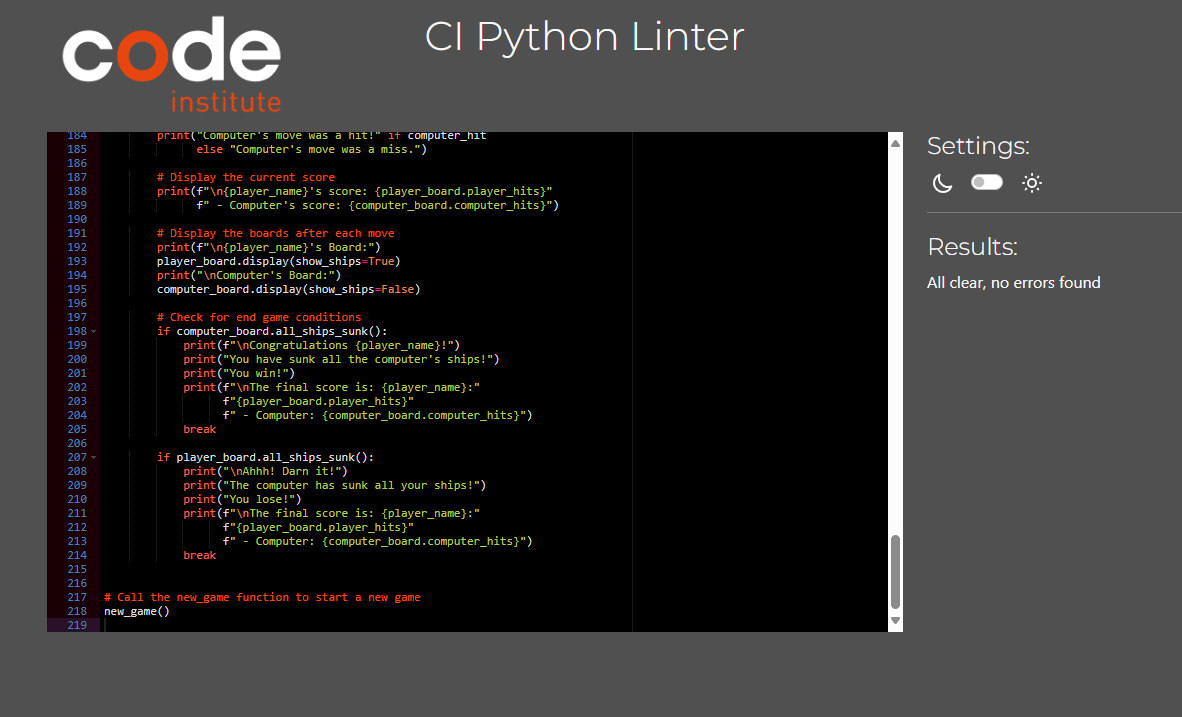 code
institute
CI Python Linter
184 print("Computer's move was a hit!" if computer_hit
185 else "Computer's move was a miss.")
186
187 # Display the current score
188 print(f"\n{player_name}'s score: {player_board.player_hits}"
189 f" - Computer's score: {computer_board.computer_hits}")
190
191 # Display the boards after each move
192 print(f"\n{player_name}'s Board:")
193 player_board.display(show_ships=True)
194 print("\nComputer's Board:")
195 computer_board.display(show_ships=False)
196
197 # Check for end game conditions
198 if computer_board.all_ships_sunk():
199 print(f"\nCongratulations {player_name}!")
200 print("You have sunk all the computer's ships!")
201 print("You win!")
202 print(f"\nThe final score is: {player_name}:"
203 f"{player_board.player_hits}"
204 f" - Computer: {computer_board.computer_hits}")
205 break
206
207 if player_board.all_ships_sunk():
208 print("\nAhhh! Darn it!")
209 print("The computer has sunk all your ships!")
210 print("You lose!")
211 print(f"\nThe final score is: {player_name}:"
212 f"{player_board.player_hits}"
213 f" - Computer: {computer_board.computer_hits}")
214 break
215
216
217 # Call the new_game function to start a new game
218 new_game()
219
Settings:
Results:
All clear, no errors found